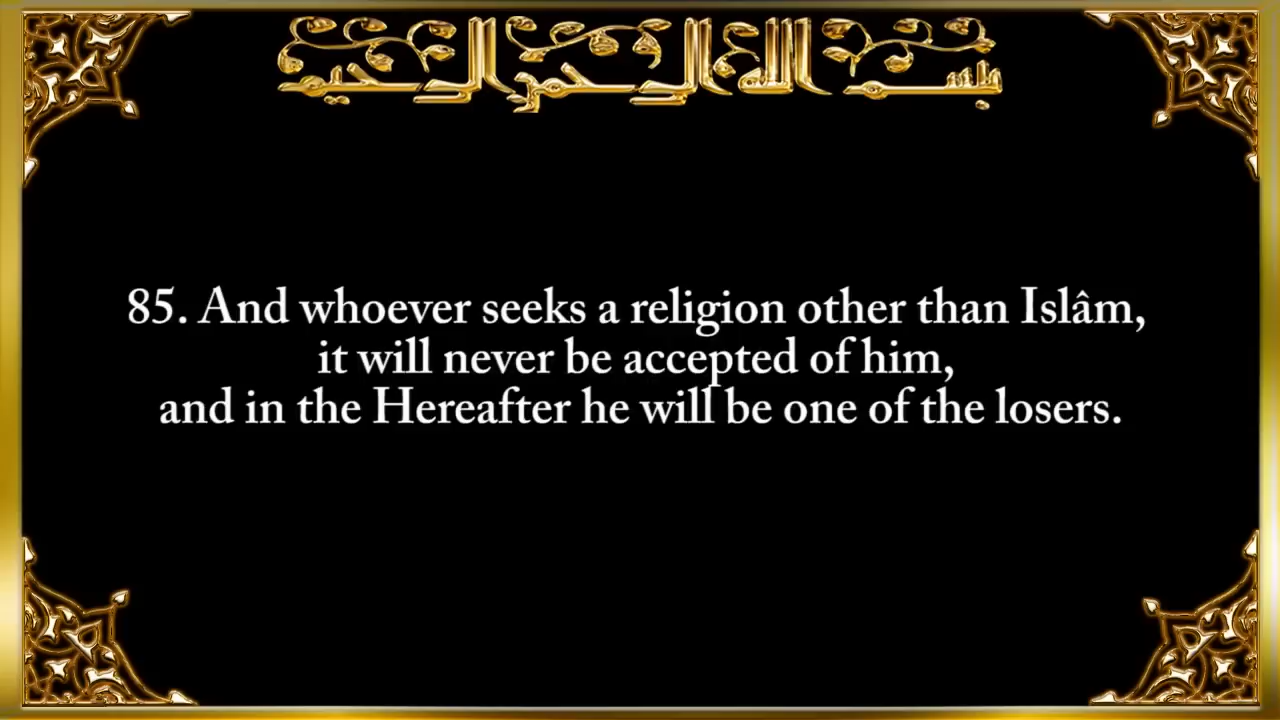 بسم الله الرحمن الرحيم
85. And whoever seeks a religion other than Islâm,
it will never be accepted of him,
and in the Hereafter he will be one of the losers.